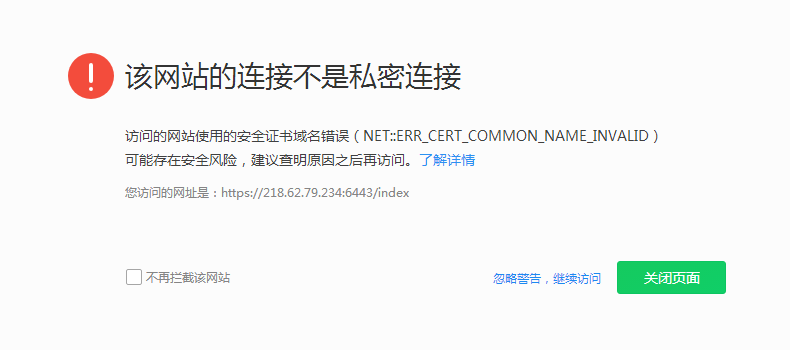 该网站的连接不是私密连接
访问的网站使用的安全证书域名错误（NET::ERR_CERT_COMMON_NAME_INVALID）
可能存在安全风险，建议查明原因之后再访问。了解详情
您访问的网址是：https://218.62.79.234:6443/index
不再拦截该网站
忽略警告，继续访问
关闭页面